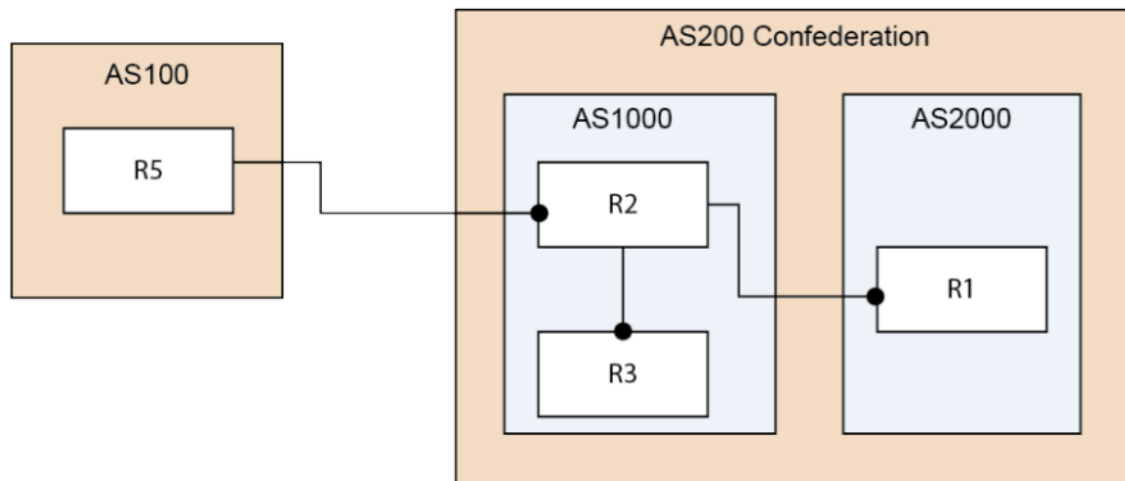 AS200 Confederation
AS100
AS1000
AS2000
R5
R2
R1
R3